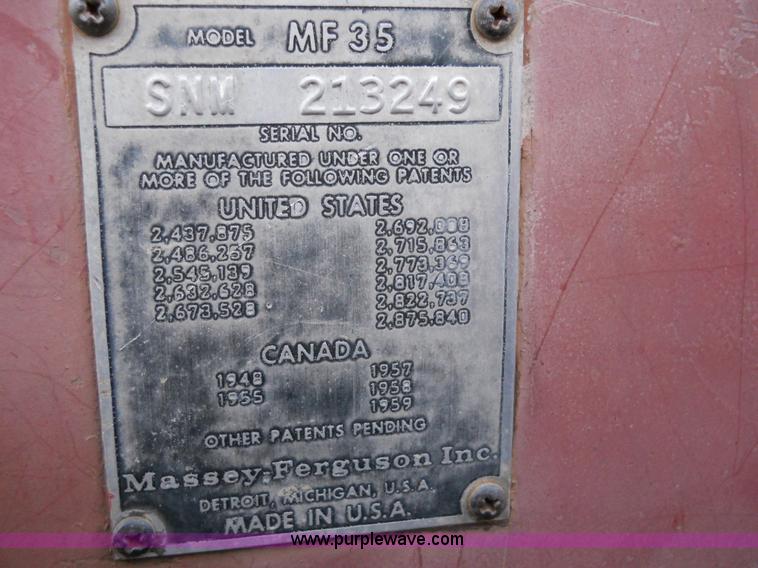 MODEL MF 35
SNM 213249
SERIAL NO.
MANUFACTURED UNDER ONE OR
MORE OF THE FOLLOWING PATENTS
UNITED STATES
2,437,875 2,692,088
2,486,257 2,715,863
2,545,139 2,773,369
2,632,628 2,817,408
2,673,528 2,822,737
2,875,840
CANADA
1948 1957
1955 1958
1959
OTHER PATENTS PENDING
Massey-Ferguson Inc.
DETROIT, MICHIGAN, U.S.A.
MADE IN U.S.A.
www.purplewave.com